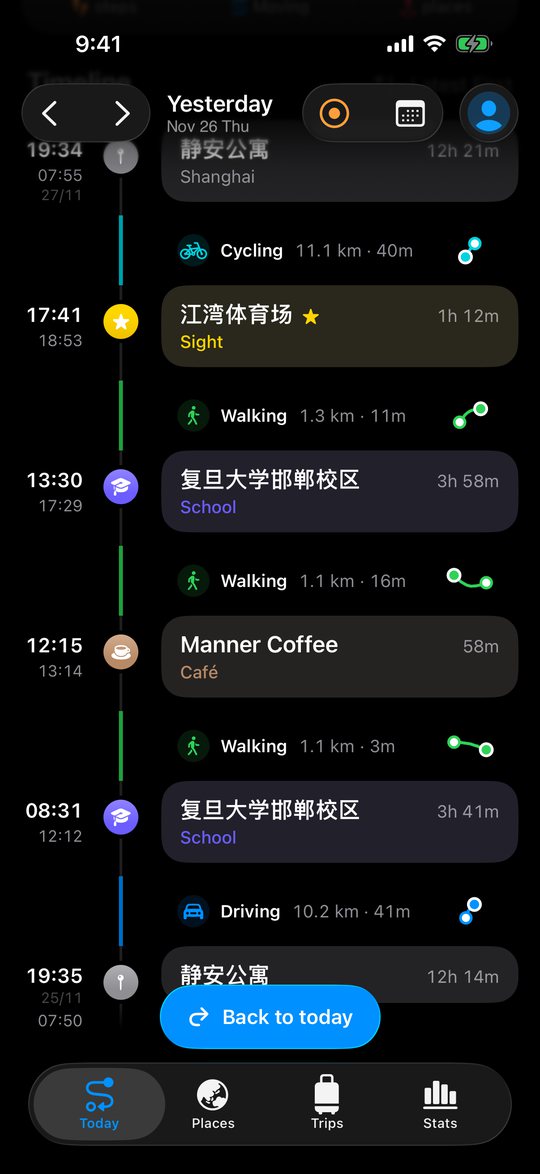 steps
Moving
places
9:41
Timeline
Yesterday
Nov 26 Thu
19:34
07:55
27/11
静安公寓
Shanghai
12h 21m
Cycling 11.1 km · 40m
17:41
18:53
江湾体育场
Sight
1h 12m
Walking 1.3 km · 11m
13:30
17:29
复旦大学邯郸校区
School
3h 58m
Walking 1.1 km · 16m
12:15
13:14
Manner Coffee
Café
58m
Walking 1.1 km · 3m
08:31
12:12
复旦大学邯郸校区
School
3h 41m
Driving 10.2 km · 41m
19:35
25/11
07:50
静安公寓
12h 14m
Back to today
Today
Places
Trips
Stats